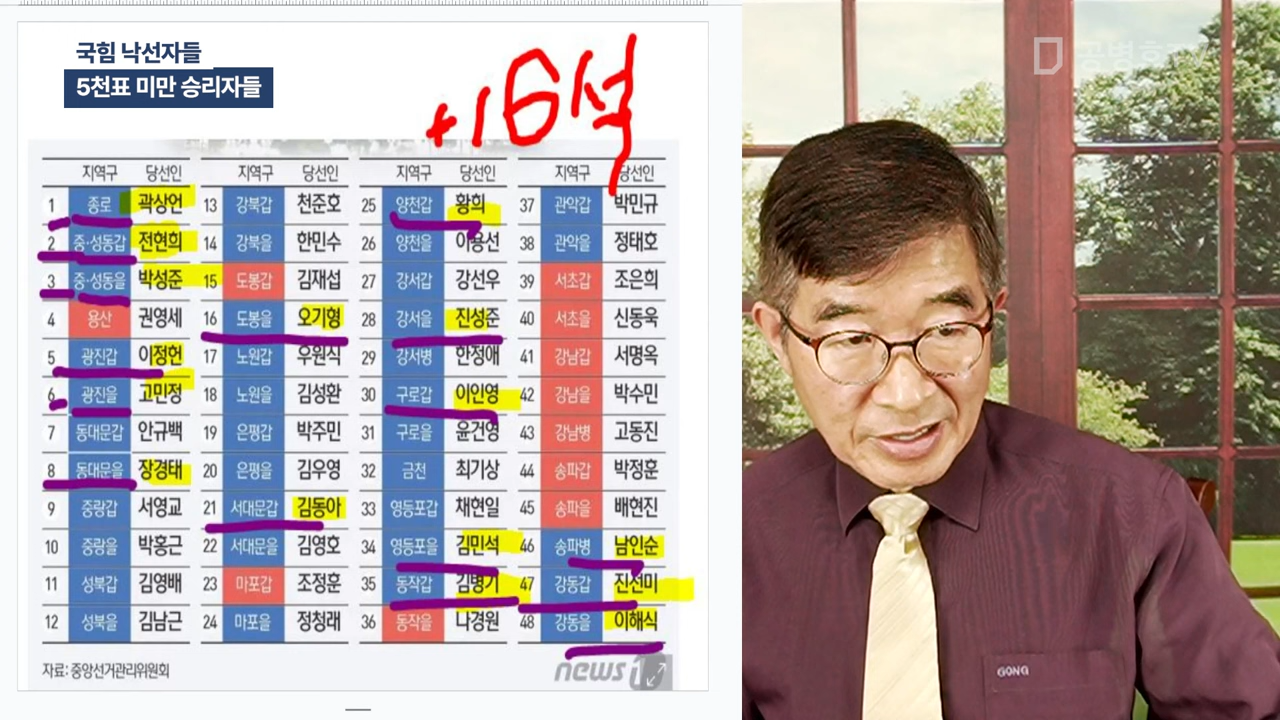 국힘 낙선자들
5천표 미만 승리자들
+16석
공병호
지역구 당선인 지역구 당선인 지역구 당선인 지역구 당선인
1 종로 곽상언 13 강북갑 천준호 25 양천갑 황희 37 관악갑 박민규
2 중·성동갑 전현희 14 강북을 한민수 26 양천을 이용선 38 관악을 정태호
3 중·성동을 박성준 15 도봉갑 김재섭 27 강서갑 강선우 39 서초갑 조은희
4 용산 권영세 16 도봉을 오기형 28 강서을 진성준 40 서초을 신동욱
5 광진갑 이정헌 17 노원갑 우원식 29 강서병 한정애 41 강남갑 서명옥
6 광진을 고민정 18 노원을 김성환 30 구로갑 이인영 42 강남을 박수민
7 동대문갑 안규백 19 은평갑 박주민 31 구로을 윤건영 43 강남병 고동진
8 동대문을 장경태 20 은평을 김우영 32 금천 최기상 44 송파갑 박정훈
9 중랑갑 서영교 21 서대문갑 김동아 33 영등포갑 채현일 45 송파을 배현진
10 중랑을 박홍근 22 서대문을 김영호 34 영등포을 김민석 46 송파병 남인순
11 성북갑 김영배 23 마포갑 조정훈 35 동작갑 김병기 47 강동갑 진선미
12 성북을 김남근 24 마포을 정청래 36 동작을 나경원 48 강동을 이해식
자료: 중앙선거관리위원회
news1
GONG